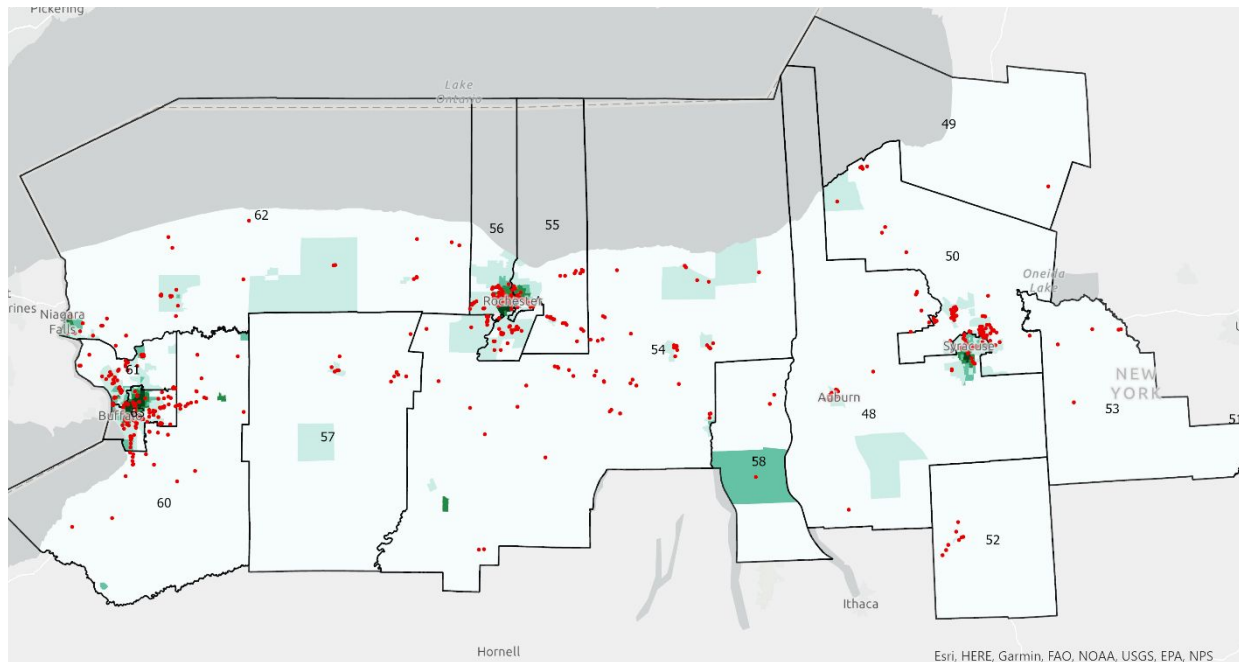 Pickering
Lake
Ontario
49
62
56
55
50
Oneida
Lake
rines
Niagara
Falls
Rochester
54
Syracuse
61
NEW
YORK
Auburn
Buffalo
48
53
51
57
58
60
52
Ithaca
Hornell
Esri, HERE, Garmin, FAO, NOAA, USGS, EPA, NPS